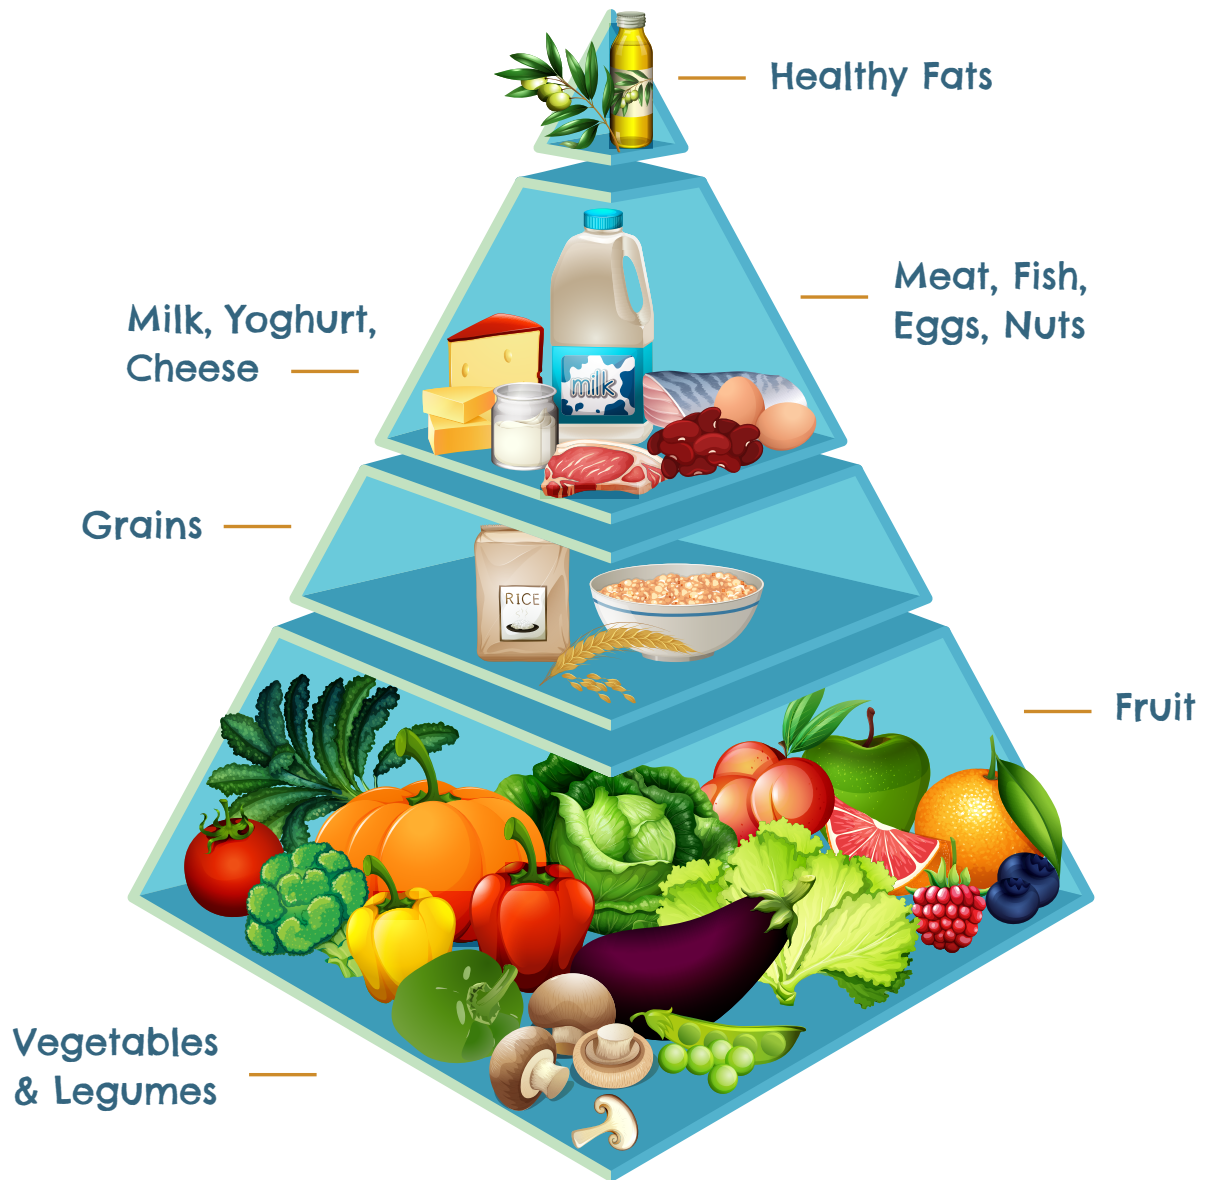 Healthy Fats
Meat, Fish,
Eggs, Nuts
Milk, Yoghurt,
Cheese
milk
Grains
RICE
Fruit
Vegetables
& Legumes